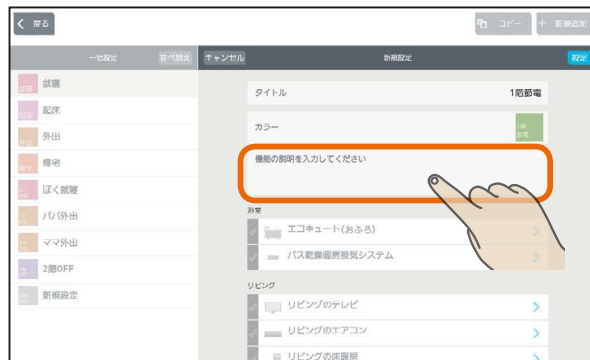 戻る
コピー
新規追加
一括設定
並べ替え
キャンセル
新規設定
設定
就寝
起床
外出
帰宅
ぼく就寝
パパ外出
ママ外出
2階OFF
新規設定
タイトル
1階節電
カラー
1階
節電
機能の説明を入力してください
浴室
エコキュート(おふろ)
バス乾燥暖房換気システム
リビング
リビングのテレビ
リビングのエアコン
リビングの床暖房